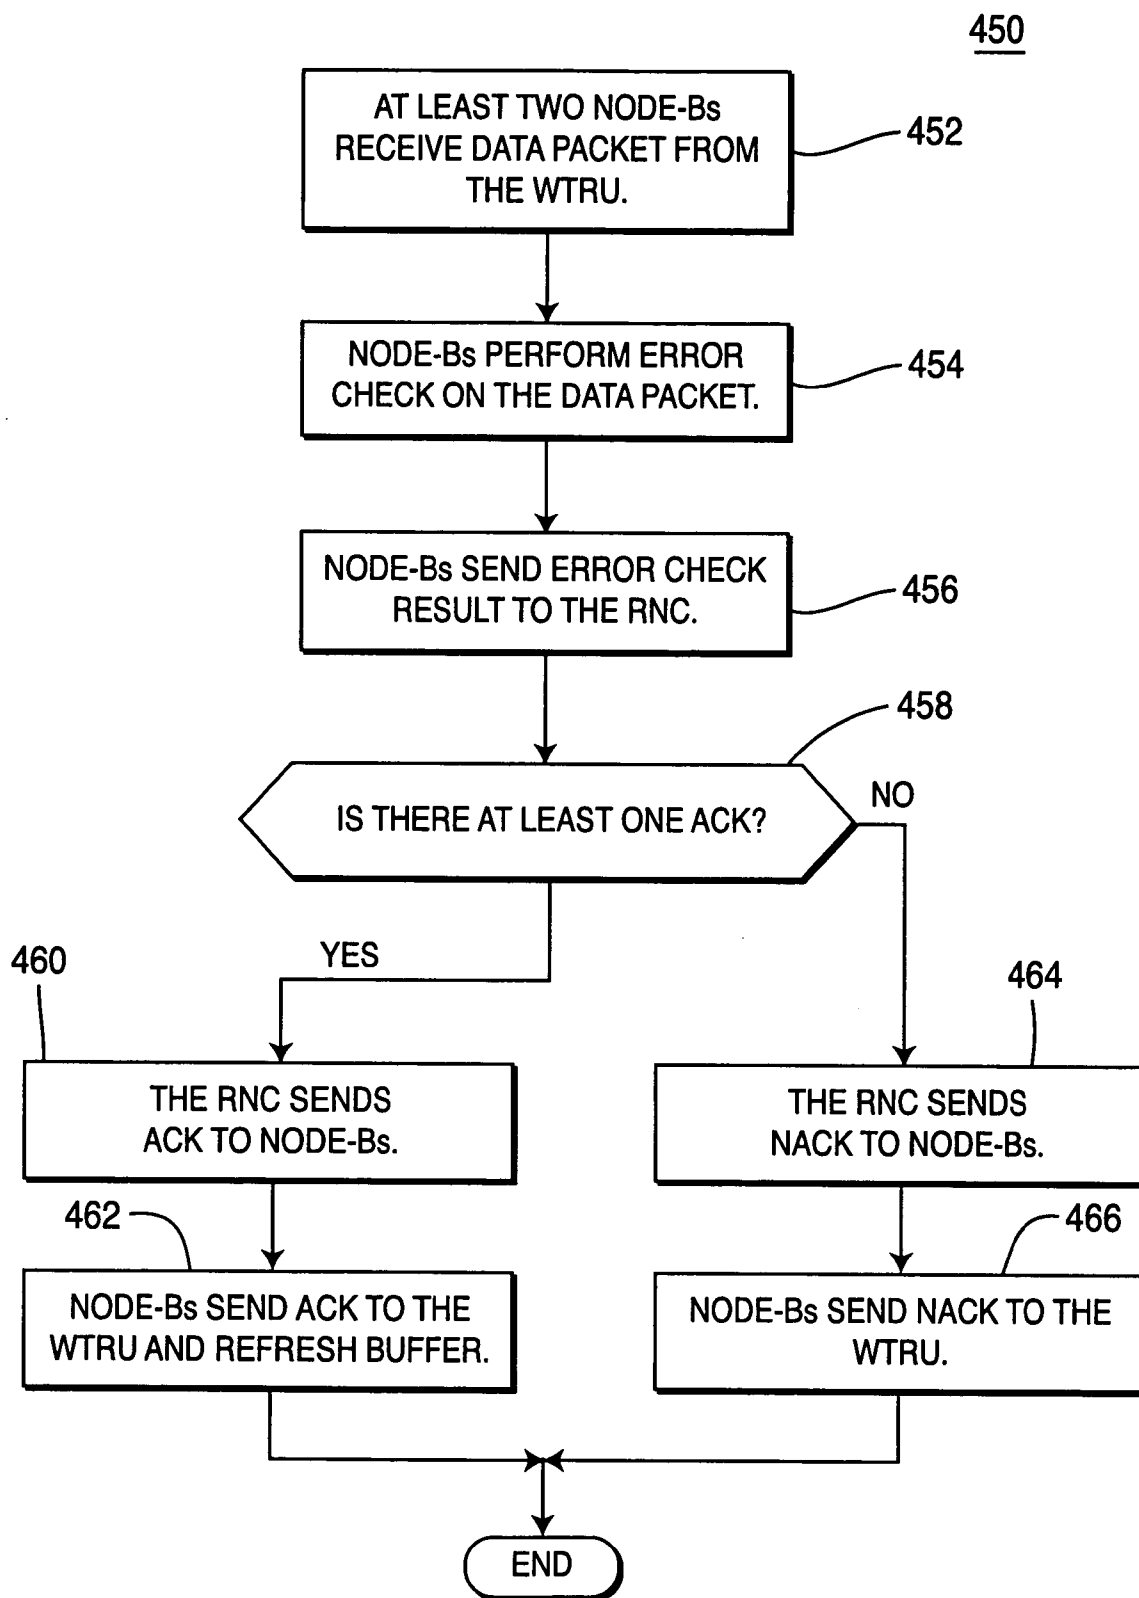 450
AT LEAST TWO NODE-Bs
RECEIVE DATA PACKET FROM
THE WTRU.
452
NODE-Bs PERFORM ERROR
CHECK ON THE DATA PACKET.
454
NODE-Bs SEND ERROR CHECK
RESULT TO THE RNC.
456
458
IS THERE AT LEAST ONE ACK?
NO
YES
460
464
THE RNC SENDS
ACK TO NODE-Bs.
THE RNC SENDS
NACK TO NODE-Bs.
462
466
NODE-Bs SEND ACK TO THE
WTRU AND REFRESH BUFFER.
NODE-Bs SEND NACK TO THE
WTRU.
END